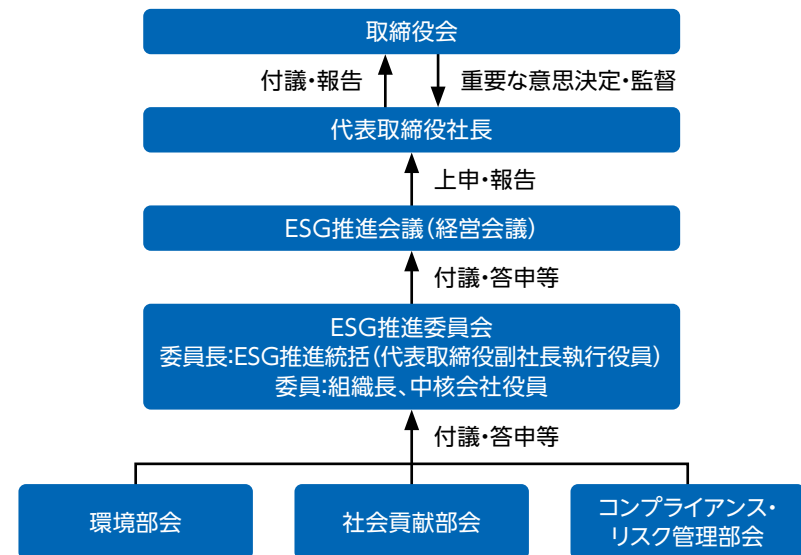 取締役会
付議・報告
重要な意思決定・監督
代表取締役社長
上申・報告
ESG推進会議(経営会議)
付議・答申等
ESG推進委員会
委員長:ESG推進統括(代表取締役副社長執行役員)
委員:組織長、中核会社役員
付議・答申等
環境部会
社会貢献部会
コンプライアンス・
リスク管理部会